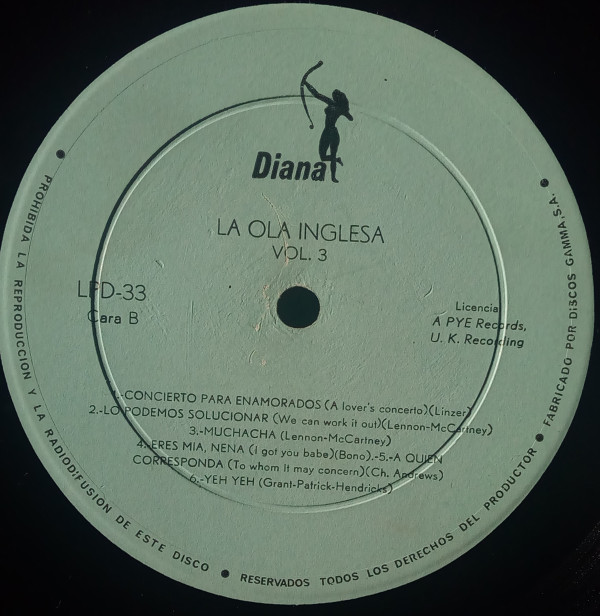 Diana
LA OLA INGLESA
VOL. 3
LPD-33
Cara B
Licencia
A PYE Records,
U. K. Recording
1.-CONCIERTO PARA ENAMORADOS (A lover's concerto)(Linzer)
2.-LO PODEMOS SOLUCIONAR (We can work it out)(Lennon-McCartney)
3.-MUCHACHA (Lennon-McCartney)
4.-ERES MIA, NENA (I got you babe)(Bono).-5.-A QUIEN
CORRESPONDA (To whom It may concern)(Ch. Andrews)
6.-YEH YEH (Grant-Patrick-Hendricks)
PROHIBIDA LA REPRODUCCION Y LA RADIODIFUSION DE ESTE DISCO • RESERVADOS TODOS LOS DERECHOS DEL PRODUCTOR • FABRICADO POR DISCOS GAMMA, S.A. •